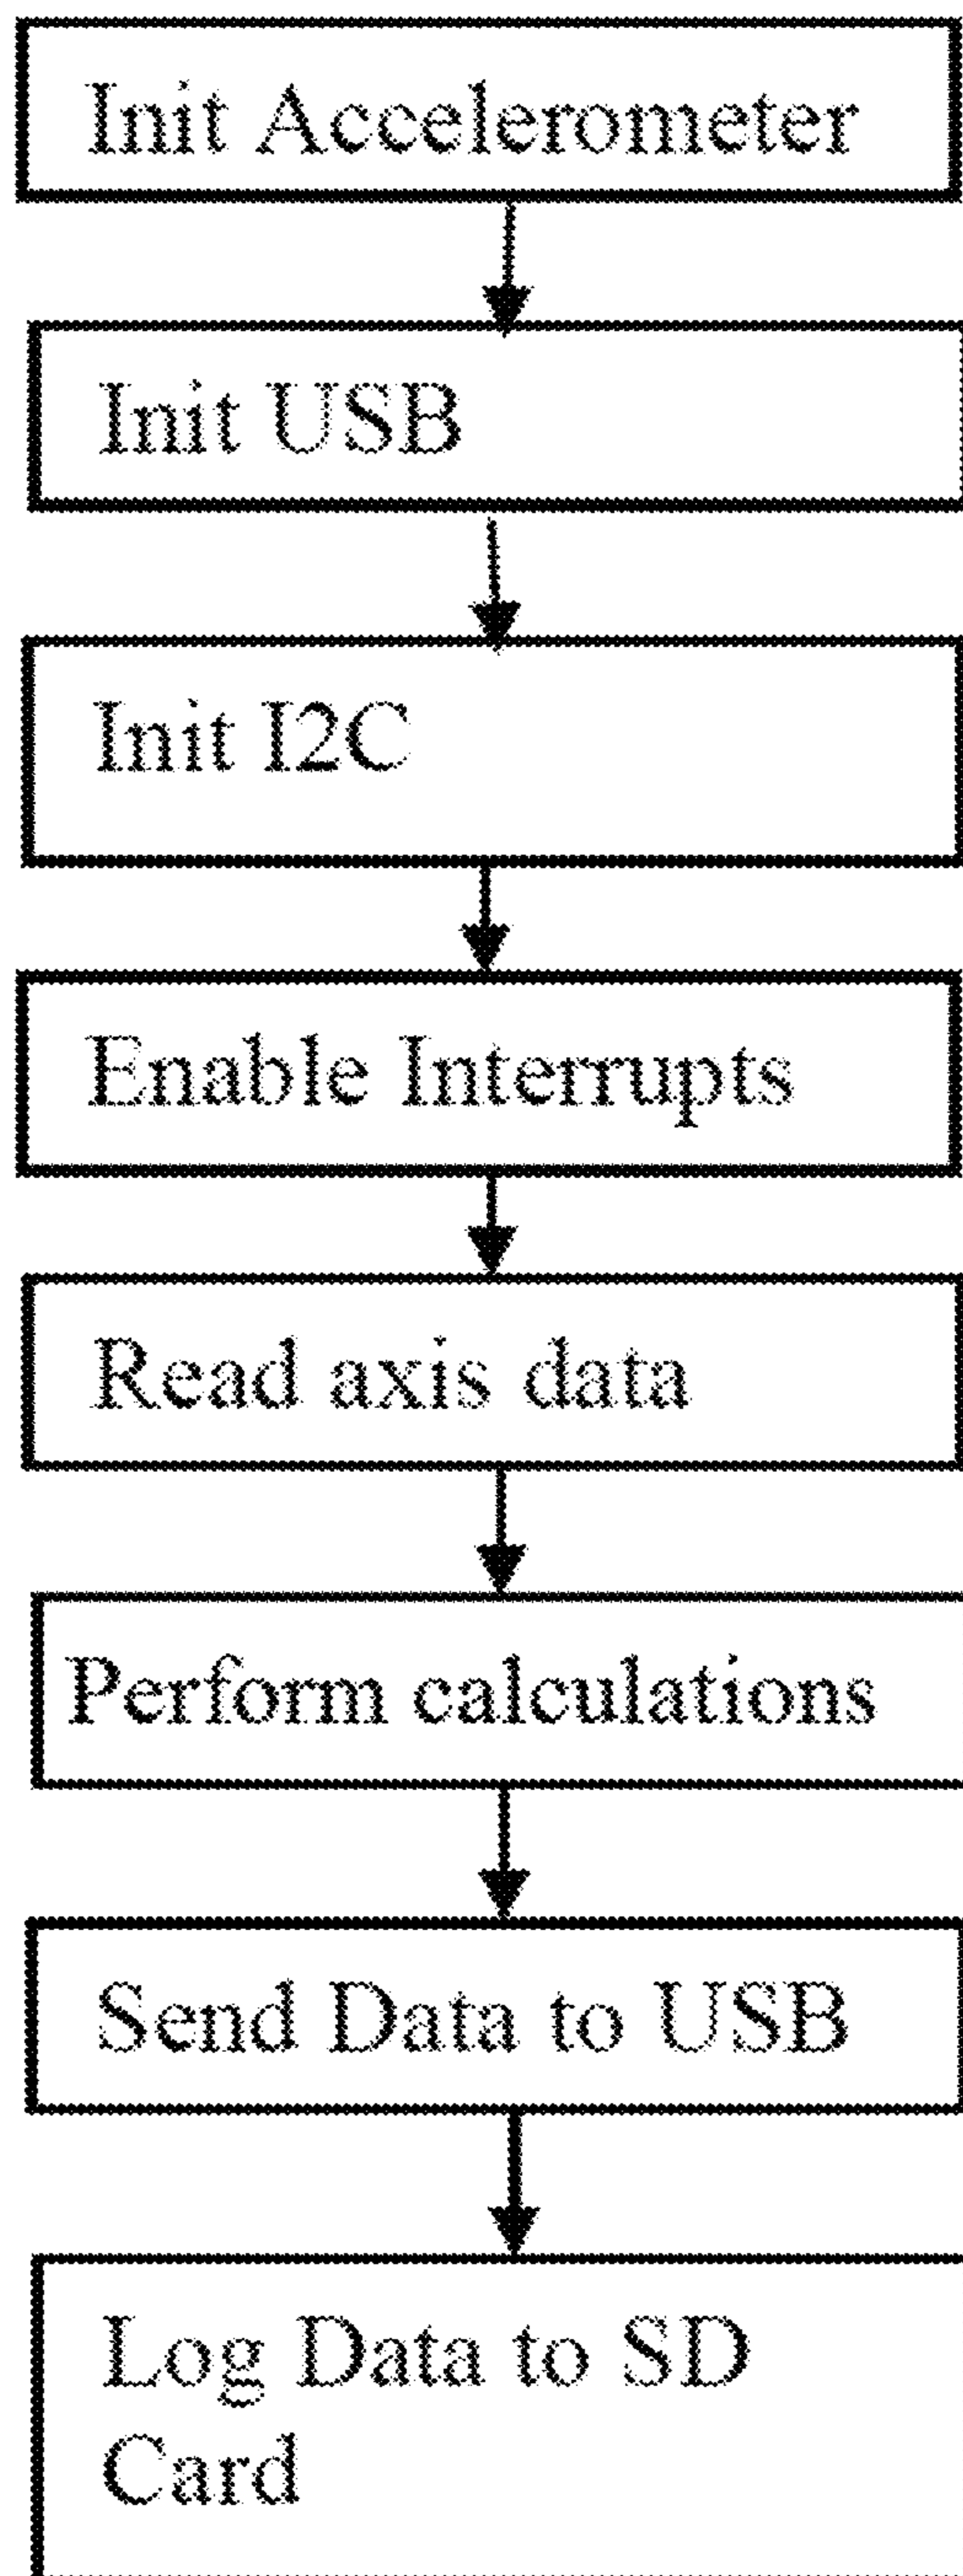 Init Accelerometer
Init USB
Init I2C
Enable Interrupts
Read axis data
Perform calculations
Send Data to USB
Log Data to SD
Card